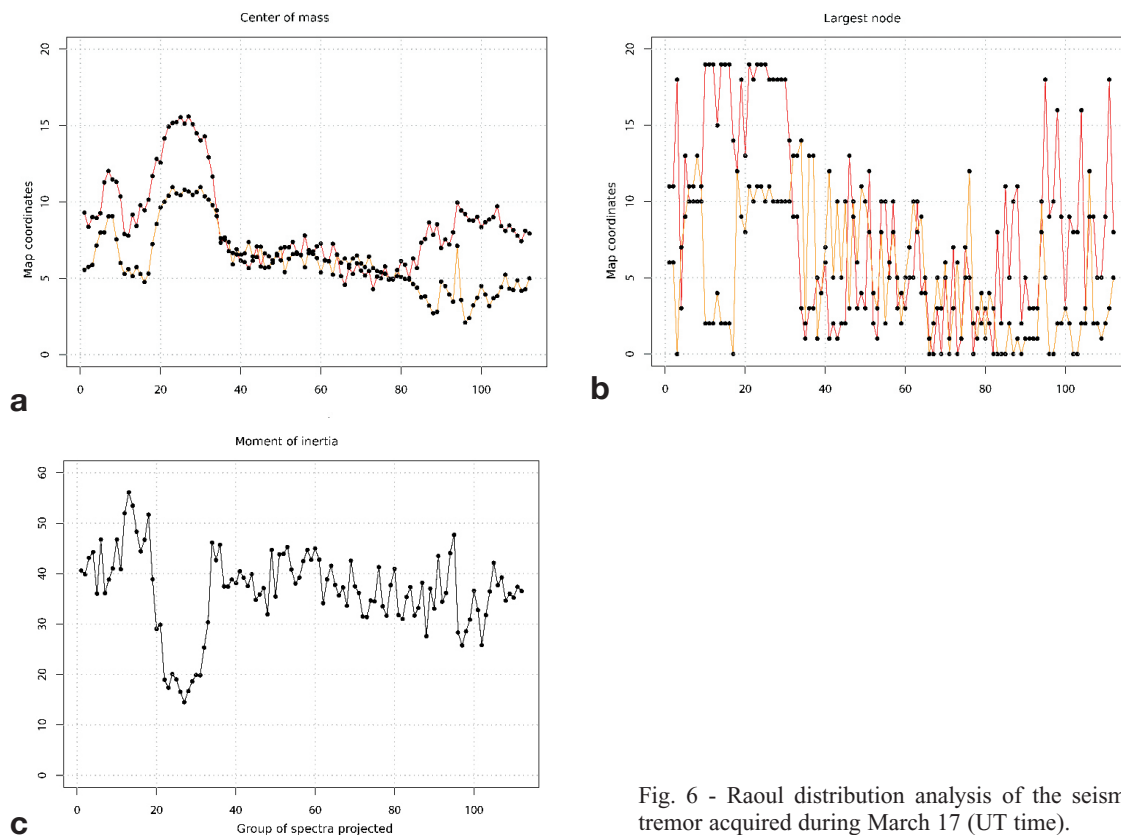 Center of mass
Map coordinates
20
15
10
5
0
0 20 40 60 80 100
a
Largest node
Map coordinates
20
15
10
5
0
0 20 40 60 80 100
b
Moment of inertia
60
50
40
30
20
10
0
0 20 40 60 80 100
Group of spectra projected
c
Fig. 6 - Raoul distribution analysis of the seism
tremor acquired during March 17 (UT time).